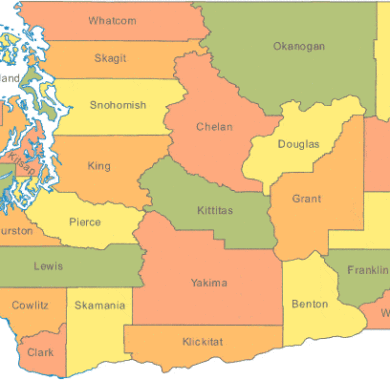 Whatcom
Okanogan
Skagit
land
Snohomish
Chelan
Douglas
Kitsap
King
Grant
Kittitas
Pierce
urston
Lewis
Franklin
Yakima
Cowlitz
Skamania
Benton
W
Klickitat
Clark